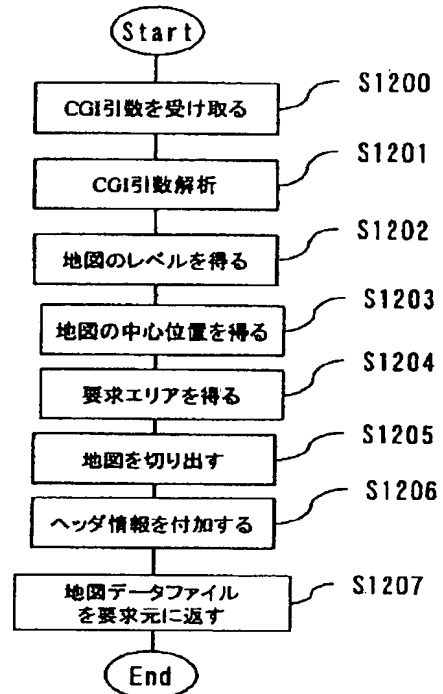 Start
CGI引数を受け取る
S1200
CGI引数解析
S1201
地図のレベルを得る
S1202
地図の中心位置を得る
S1203
要求エリアを得る
S1204
地図を切り出す
S1205
ヘッダ情報を付加する
S1206
地図データファイル
を要求元に返す
S1207
End